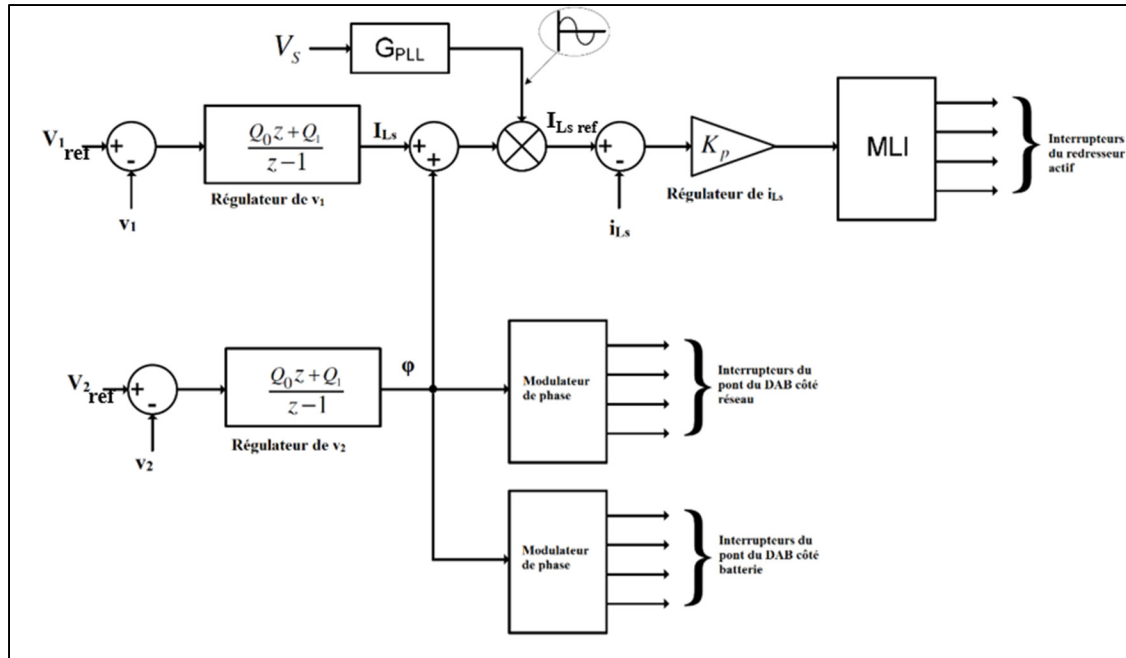 V_S
G_PLL
V_1 ref
+
-
v_1
Q_0 z + Q_1
z − 1
Régulateur de v_1
I_Ls
+
+
I_Ls ref
+
-
i_Ls
K_p
Régulateur de i_Ls
MLI
Interrupteurs
du redresseur
actif
V_2 ref
+
-
v_2
Q_0 z + Q_1
z − 1
Régulateur de v_2
φ
Modulateur
de phase
Interrupteurs du
pont du DAB côté
réseau
Modulateur
de phase
Interrupteurs du
pont du DAB côté
batterie